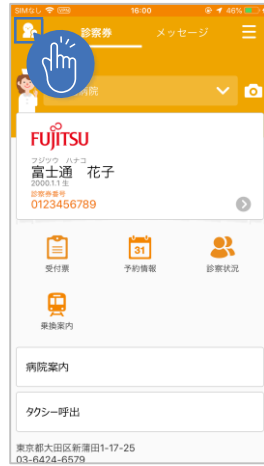 SIMなし 16:00 46%
診察券 メッセージ
病院
FUJITSU
フジツウ ハナコ
富士通 花子
2000.1.1 生
診察券番号
0123456789
受付票 予約情報 診察状況
31
乗換案内
病院案内
タクシー呼出
東京都大田区新蒲田1-17-25
03-6424-6579